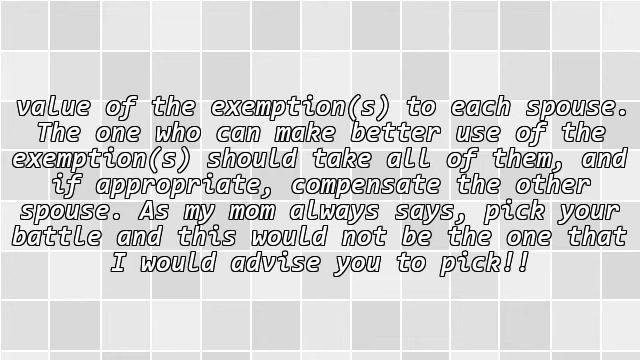 value of the exemption(s) to each spouse.
The one who can make better use of the
exemption(s) should take all of them, and
if appropriate, compensate the other
spouse. As my mom always says, pick your
battle and this would not be the one that
I would advise you to pick!!